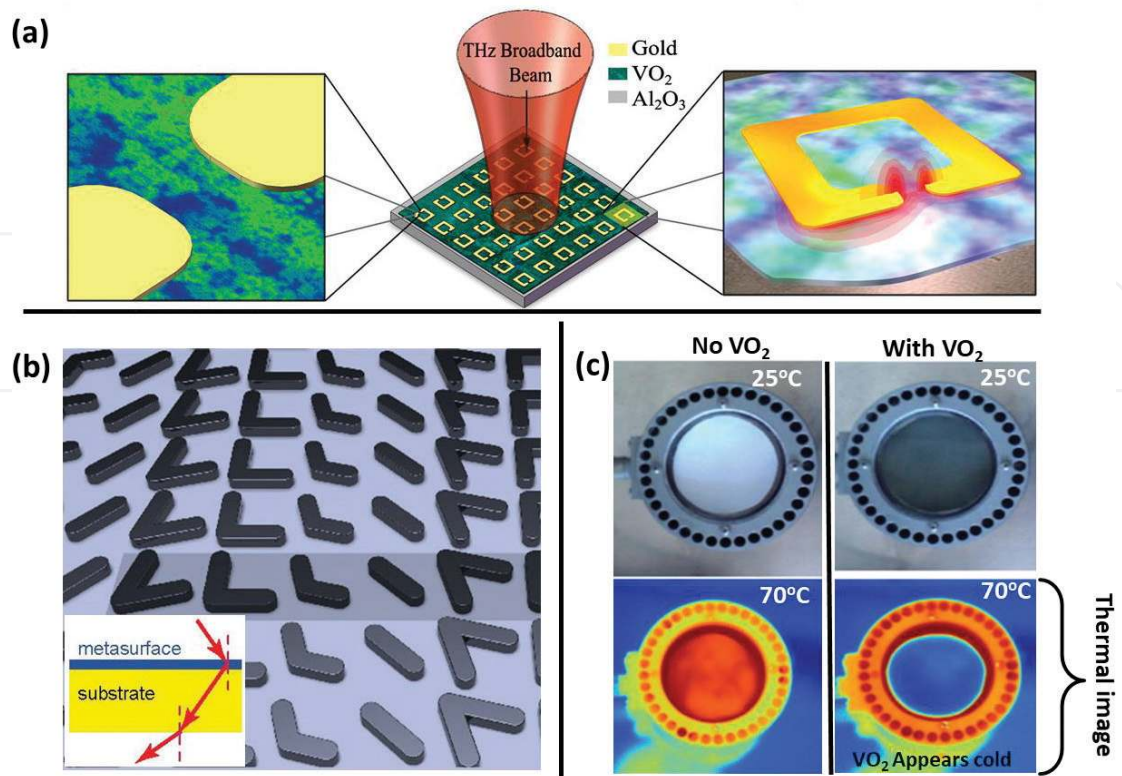 (a)
THz Broadband
Beam
Gold
VO₂
Al₂O₃
(b)
metasurface
substrate
(c)
No VO₂
With VO₂
25°C
25°C
70°C
70°C
VO₂ Appears cold
Thermal image